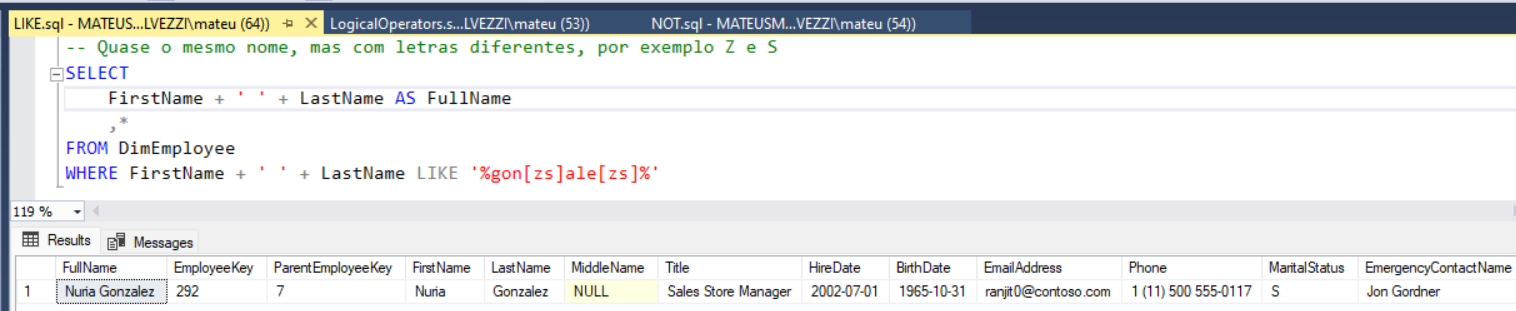 LIKE.sql - MATEUS...LVEZZI\mateu (64)) LogicalOperators.s...LVEZZI\mateu (53)) NOT.sql - MATEUSM...VEZZI\mateu (54))
-- Quase o mesmo nome, mas com letras diferentes, por exemplo Z e S
SELECT
FirstName + ' ' + LastName AS FullName
,*
FROM DimEmployee
WHERE FirstName + ' ' + LastName LIKE '%gon[zs]ale[zs]%'
119 %
Results Messages
FullName EmployeeKey ParentEmployeeKey FirstName LastName MiddleName Title HireDate BirthDate EmailAddress Phone MaritalStatus EmergencyContactName
1 Nuria Gonzalez 292 7 Nuria Gonzalez NULL Sales Store Manager 2002-07-01 1965-10-31 ranjit0@contoso.com 1 (11) 500 555-0117 S Jon Gordner